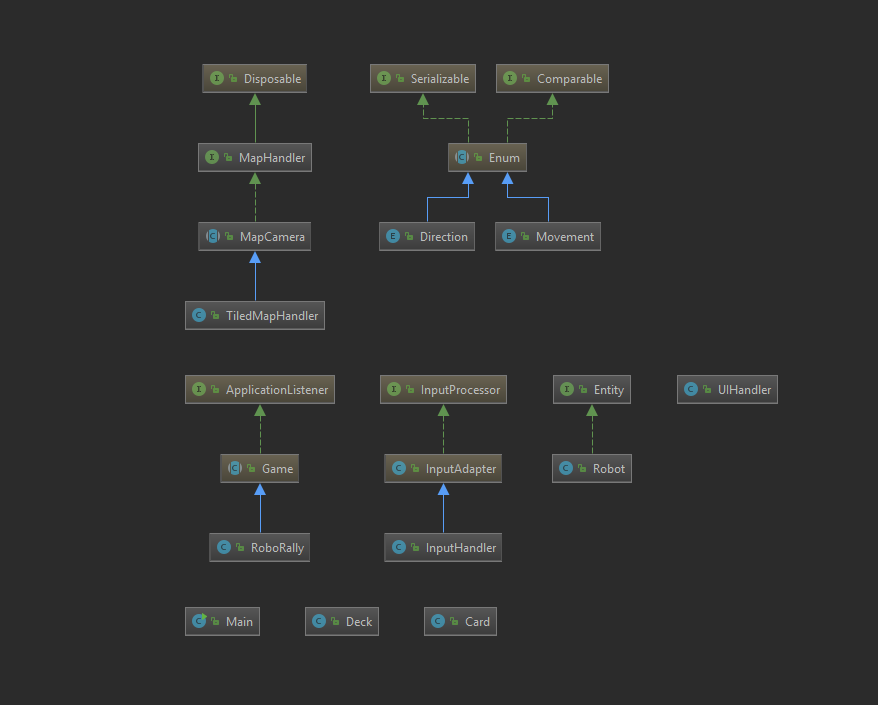 Disposable
Serializable
Comparable
MapHandler
Enum
MapCamera
Direction
Movement
TiledMapHandler
ApplicationListener
InputProcessor
Entity
UIHandler
Game
InputAdapter
Robot
RoboRally
InputHandler
Main
Deck
Card